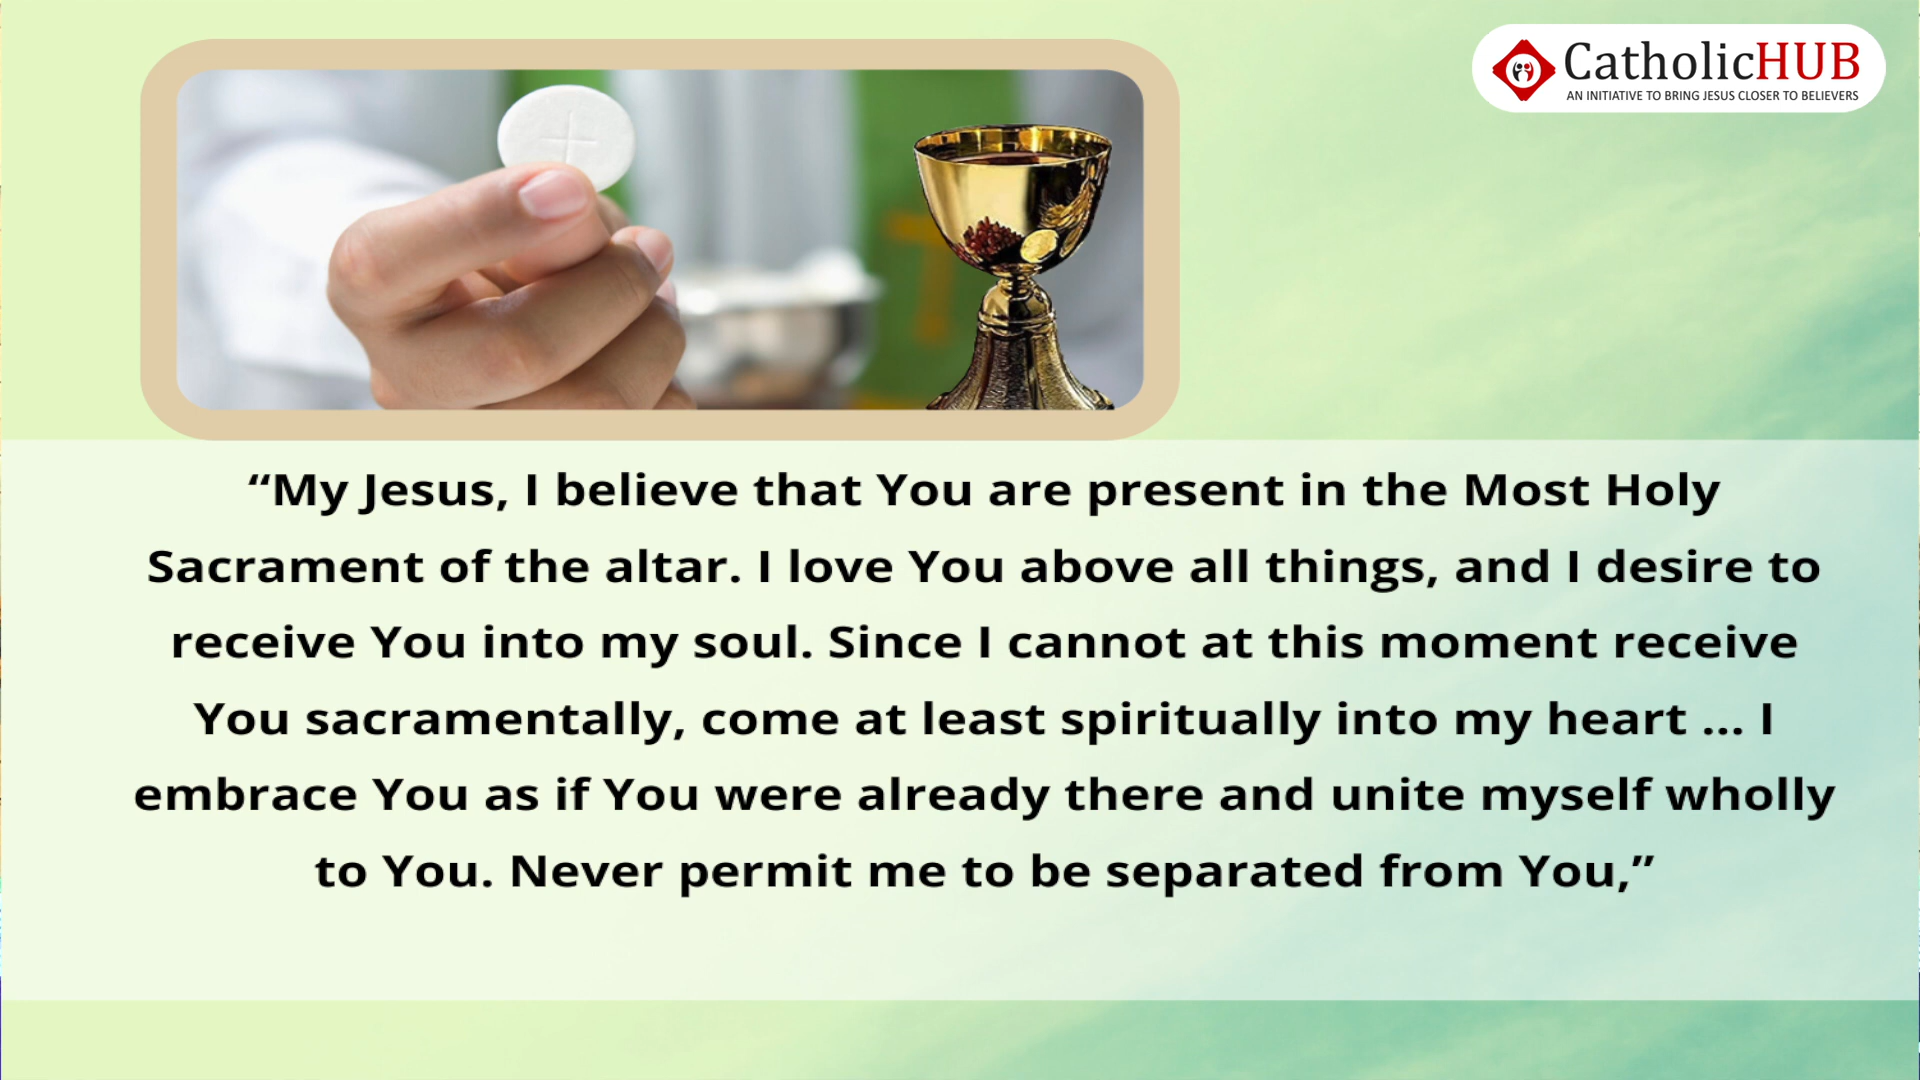 CatholicHUB
AN INITIATIVE TO BRING JESUS CLOSER TO BELIEVERS
“My Jesus, I believe that You are present in the Most Holy
Sacrament of the altar. I love You above all things, and I desire to
receive You into my soul. Since I cannot at this moment receive
You sacramentally, come at least spiritually into my heart ... I
embrace You as if You were already there and unite myself wholly
to You. Never permit me to be separated from You,”